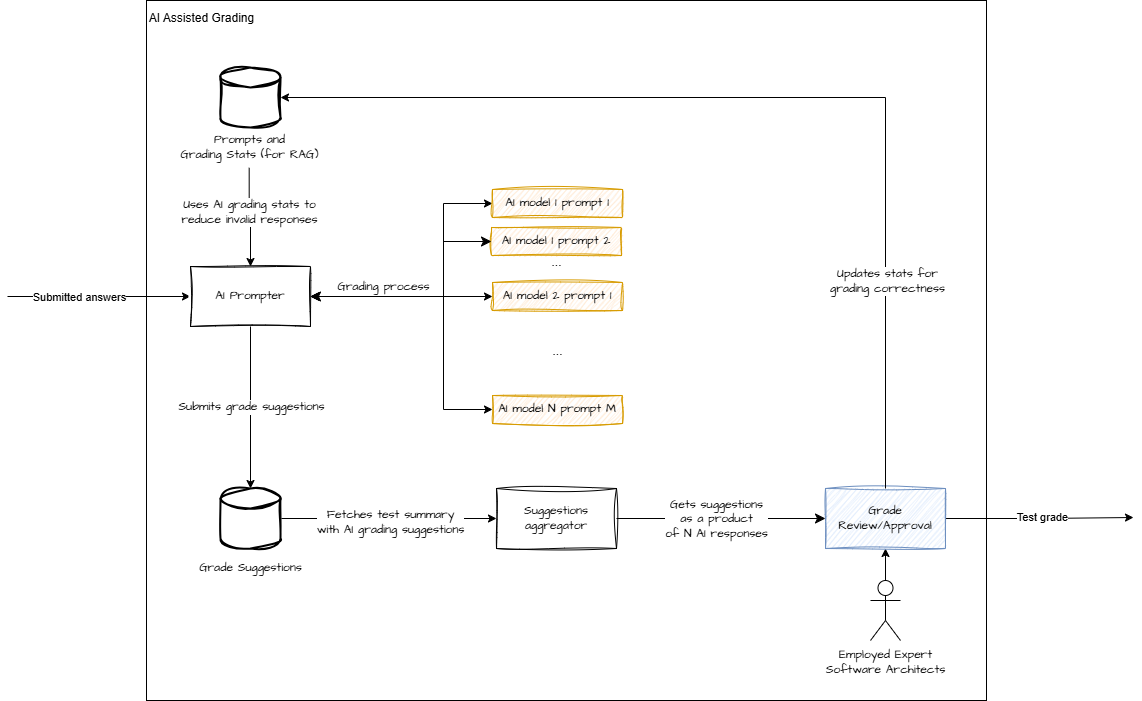 AI Assisted Grading
Prompts and
Grading Stats (for RAG)
Uses AI grading stats to
reduce invalid responses
AI model 1 prompt 1
AI model 1 prompt 2
...
Submitted answers
AI Prompter
Grading process
AI model 2 prompt 1
Updates stats for
grading correctness
...
Submits grade suggestions
AI model N prompt M
Fetches test summary
with AI grading suggestions
Suggestions
aggregator
Gets suggestions
as a product
of N AI responses
Grade
Review/Approval
Test grade
Grade Suggestions
Employed Expert
Software Architects